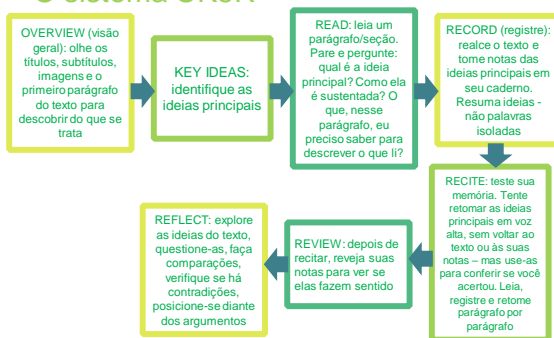 OVERVIEW (visão
geral): olhe os
títulos, subtítulos,
imagens e o
primeiro parágrafo
do texto para
descobrir do que se
trata
KEY IDEAS:
identifique as
ideias principais
READ: leia um
parágrafo/seção.
Pare e pergunte:
qual é a ideia
principal? Como ela
é sustentada? O
que, nesse
parágrafo, eu
preciso saber para
descrever o que li?
RECORD (registre):
realce o texto e
tome notas das
ideias principais em
seu caderno.
Resuma ideias -
não palavras
isoladas
RECITE: teste sua
memória. Tente
retomar as ideias
principais em voz
alta, sem voltar ao
texto ou às suas
notas – mas use-as
para conferir se você
acertou. Leia,
registre e retome
parágrafo por
parágrafo
REVIEW: depois de
recitar, reveja suas
notas para ver se
elas fazem sentido
REFLECT: explore
as ideias do texto,
questione-as, faça
comparações,
verifique se há
contradições,
posicione-se diante
dos argumentos